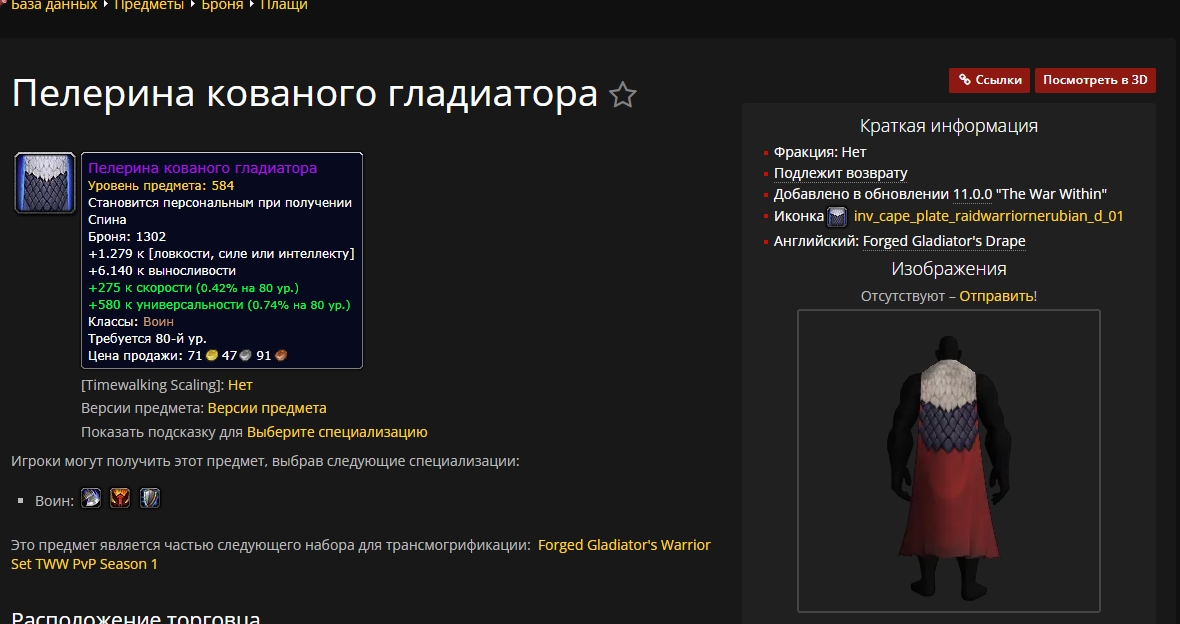 База данных ▸ Предметы ▸ Броня ▸ Плащи
Ссылки
Посмотреть в 3D
Пелерина кованого гладиатора
Пелерина кованого гладиатора
Уровень предмета: 584
Становится персональным при получении
Спина
Броня: 1302
+1.279 к [ловкости, силе или интеллекту]
+6.140 к выносливости
+275 к скорости (0.42% на 80 ур.)
+580 к универсальности (0.74% на 80 ур.)
Классы: Воин
Требуется 80-й ур.
Цена продажи: 71 47 91
[Timewalking Scaling]: Нет
Версии предмета: Версии предмета
Показать подсказку для Выберите специализацию
Игроки могут получить этот предмет, выбрав следующие специализации:
Воин:
Это предмет является частью следующего набора для трансмогрификации: Forged Gladiator's Warrior
Set TWW PvP Season 1
Расположение торговца
Краткая информация
Фракция: Нет
Подлежит возврату
Добавлено в обновлении 11.0.0 "The War Within"
Иконка inv_cape_plate_raidwarriornerubian_d_01
Английский: Forged Gladiator's Drape
Изображения
Отсутствуют – Отправить!